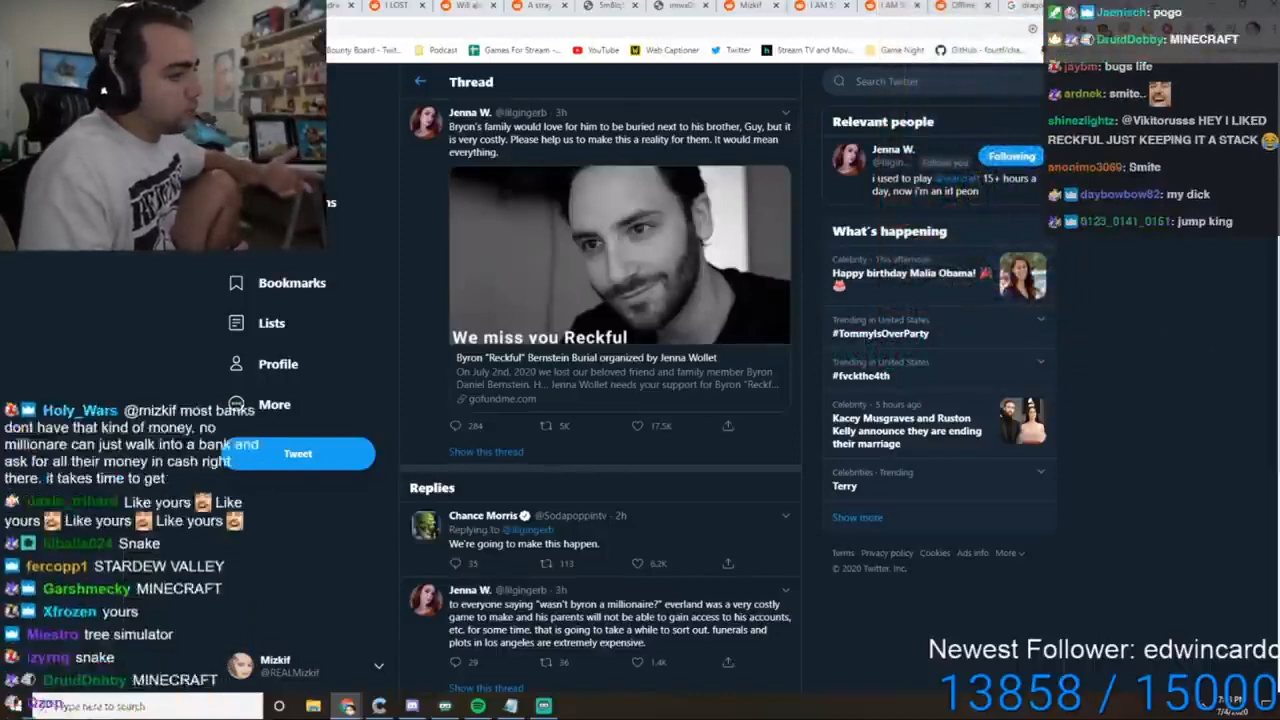 I LOST
Will al
A stray
Mizkif
I AM S
I AM S
Offline
Bounty Board - Twit...
Podcast
Games For Stream -...
YouTube
Web Captioner
Twitter
Stream TV and Mov...
Game Night
GitHub - fourtf/cha...
Thread
Search Twitter
Jenna W. @lilgingerb · 3h
Bryon's family would love for him to be buried next to his brother, Guy, but it
is very costly. Please help us to make this a reality for them. It would mean
everything.
We miss you Reckful
Byron "Reckful" Bernstein Burial organized by Jenna Wollet
On July 2nd, 2020 we lost our beloved friend and family member Byron
Daniel Bernstein. H... Jenna Wollet needs your support for Byron "Reckf...
gofundme.com
284 5K 17.5K
Show this thread
Replies
Chance Morris @Sodapoppintv · 2h
Replying to @lilgingerb
We're going to make this happen.
35 113 6.2K
Jenna W. @lilgingerb · 3h
to everyone saying "wasn't byron a millionaire?" everland was a very costly
game to make and his parents will not be able to gain access to his accounts,
etc. for some time. that is going to take a while to sort out. funerals and
plots in los angeles are extremely expensive.
29 36 1.4K
Show this thread
Relevant people
Jenna W.
@lilgin... Follows you
Following
i used to play @warcraft 15+ hours a
day, now i'm an irl peon
What's happening
Celebrity · This afternoon
Happy birthday Malia Obama!
Trending in United States
#TommyIsOverParty
Trending in United States
#fvckthe4th
Celebrity · 5 hours ago
Kacey Musgraves and Ruston
Kelly announce they are ending
their marriage
Celebrities · Trending
Terry
Show more
Terms Privacy policy Cookies Ads info More
© 2020 Twitter, Inc.
Jaenisch: pogo
DruidDobby: MINECRAFT
jaybm: bugs life
ardnek: smite..
shinezlightz: @Vikitorusss HEY I LIKED
RECKFUL JUST KEEPING IT A STACK
anonimo3069: Smite
daybowbow82: my dick
0123_0141_0161: jump king
ns
Bookmarks
Lists
Profile
More
Tweet
Holy_Wars @mizkif most banks
dont have that kind of money, no
millionare can just walk into a bank and
ask for all their money in cash right
there. it takes time to get
Like yours Like
yours Like yours Like yours
Snake
fercopp1 STARDEW VALLEY
Garshmecky MINECRAFT
Xfrozen yours
Miestro tree simulator
izymq snake
DruidDobby MINECRAFT
Mizkif
@REALMizkif
Type here to search
Newest Follower: edwincardo
13858 / 15000
7/4/2020